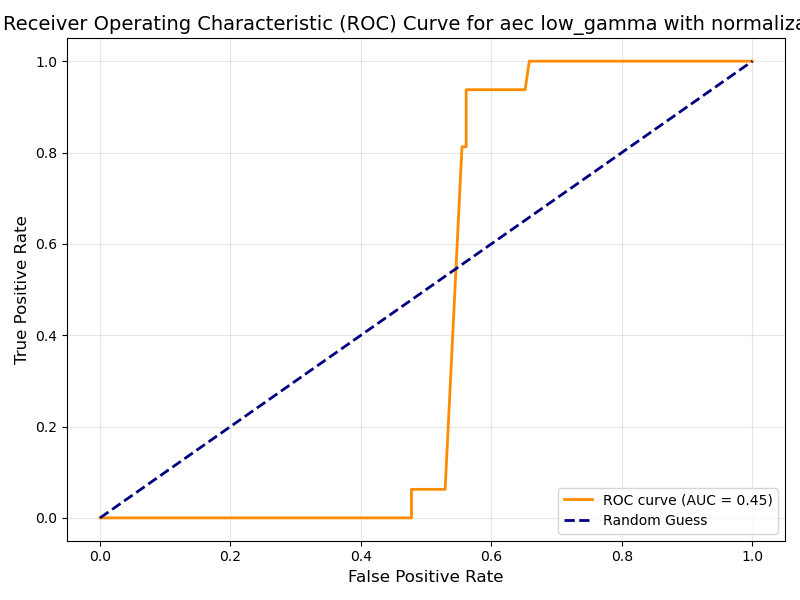 Receiver Operating Characteristic (ROC) Curve for aec low_gamma with normaliza
1.0
0.8
0.6
0.4
0.2
0.0
True Positive Rate
ROC curve (AUC = 0.45)
Random Guess
0.0 0.2 0.4 0.6 0.8 1.0
False Positive Rate